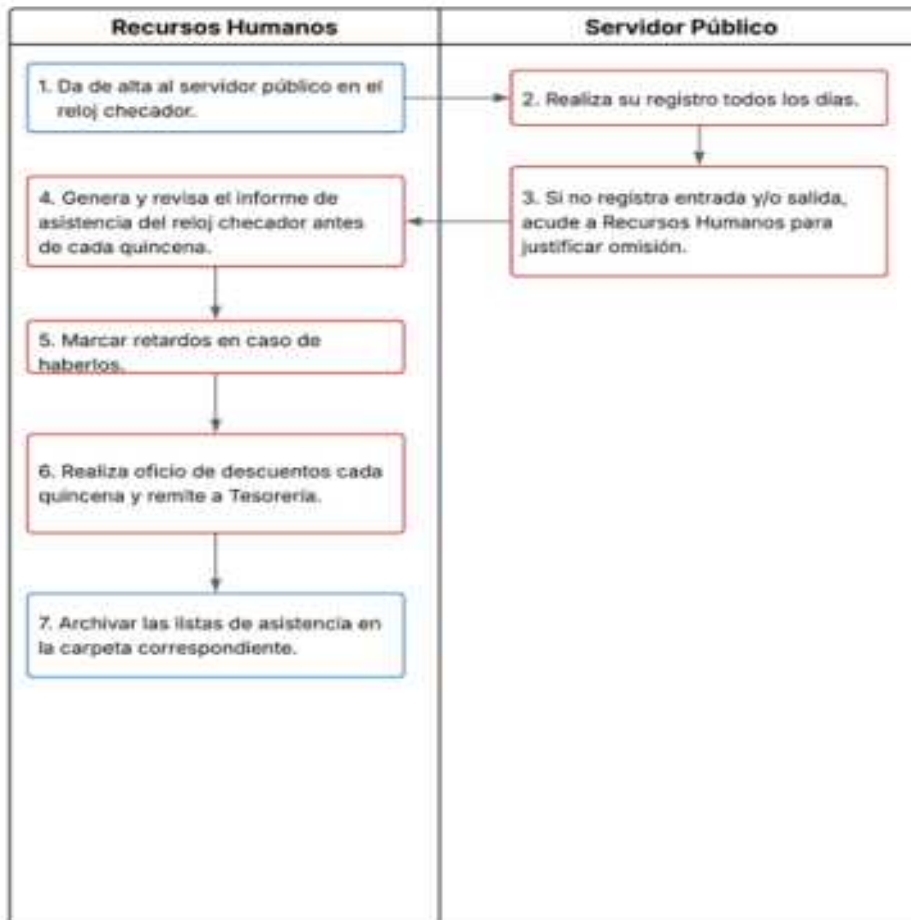 Recursos Humanos
Servidor Público
1. Da de alta al servidor público en el
reloj checador.
2. Realiza su registro todos los días.
3. Si no registra entrada y/o salida,
acude a Recursos Humanos para
justificar omisión.
4. Genera y revisa el informe de
asistencia del reloj checador antes
de cada quincena.
5. Marcar retardos en caso de
haberlos.
6. Realiza oficio de descuentos cada
quincena y remite a Tesorería.
7. Archivar las listas de asistencia en
la carpeta correspondiente.